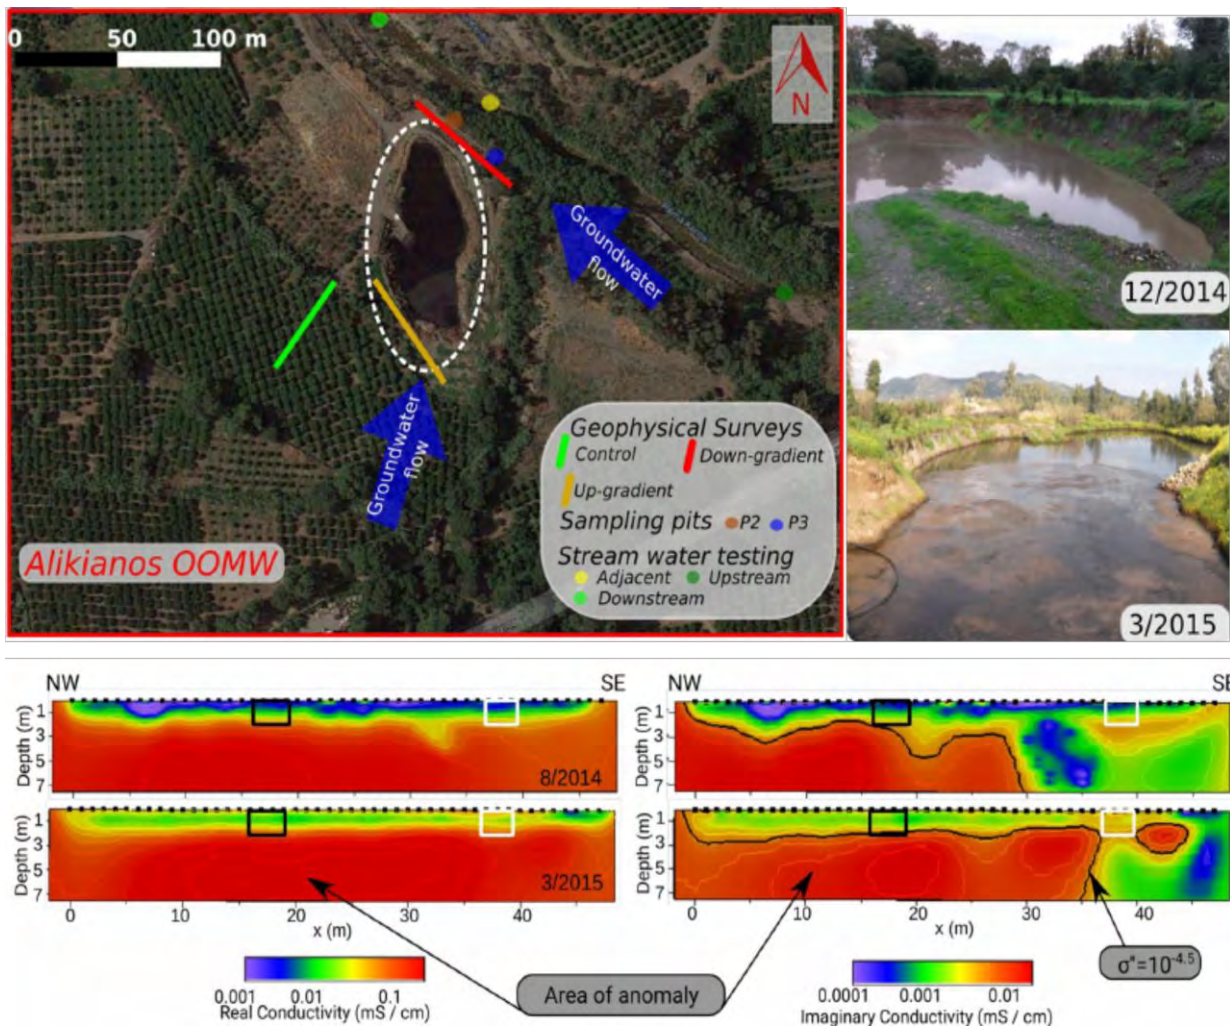 0 50 100 m
N
Groundwater
flow
Groundwater
flow
Geophysical Surveys
Control Down-gradient
Up-gradient
Sampling pits P2 P3
Stream water testing
Adjacent Upstream
Downstream
Alikianos OOMW
12/2014
3/2015
NW SE
Depth (m)
1
3
5
7
8/2014
NW SE
Depth (m)
1
3
5
7
Depth (m)
1
3
5
7
3/2015
0 10 20 30 40
x (m)
Depth (m)
1
3
5
7
0 10 20 30 40
x (m)
0.001 0.01 0.1
Real Conductivity (mS / cm)
Area of anomaly
σ"=10⁻⁴·⁵
0.0001 0.001 0.01
Imaginary Conductivity (mS / cm)